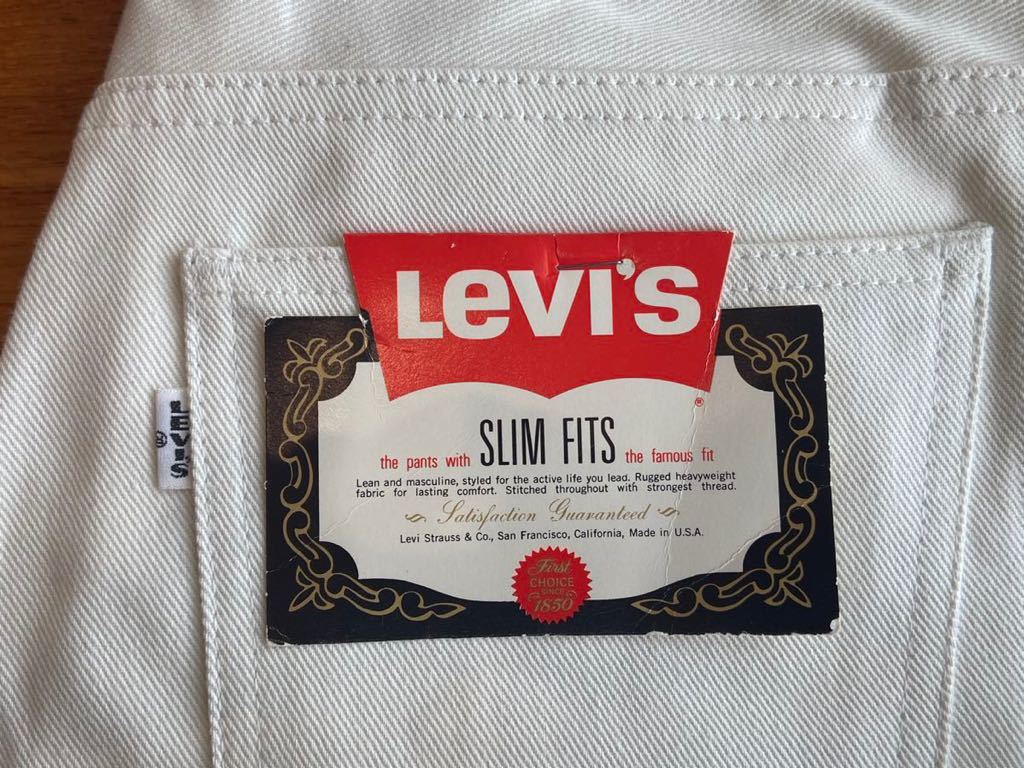 LEVI'S
®
the pants with SLIM FITS the famous fit
Lean and masculine, styled for the active life you lead. Rugged heavyweight
fabric for lasting comfort. Stitched throughout with strongest thread.
Satisfaction Guaranteed
Levi Strauss & Co., San Francisco, California, Made in U.S.A.
First
CHOICE
SINCE
1850
LEVI'S
®